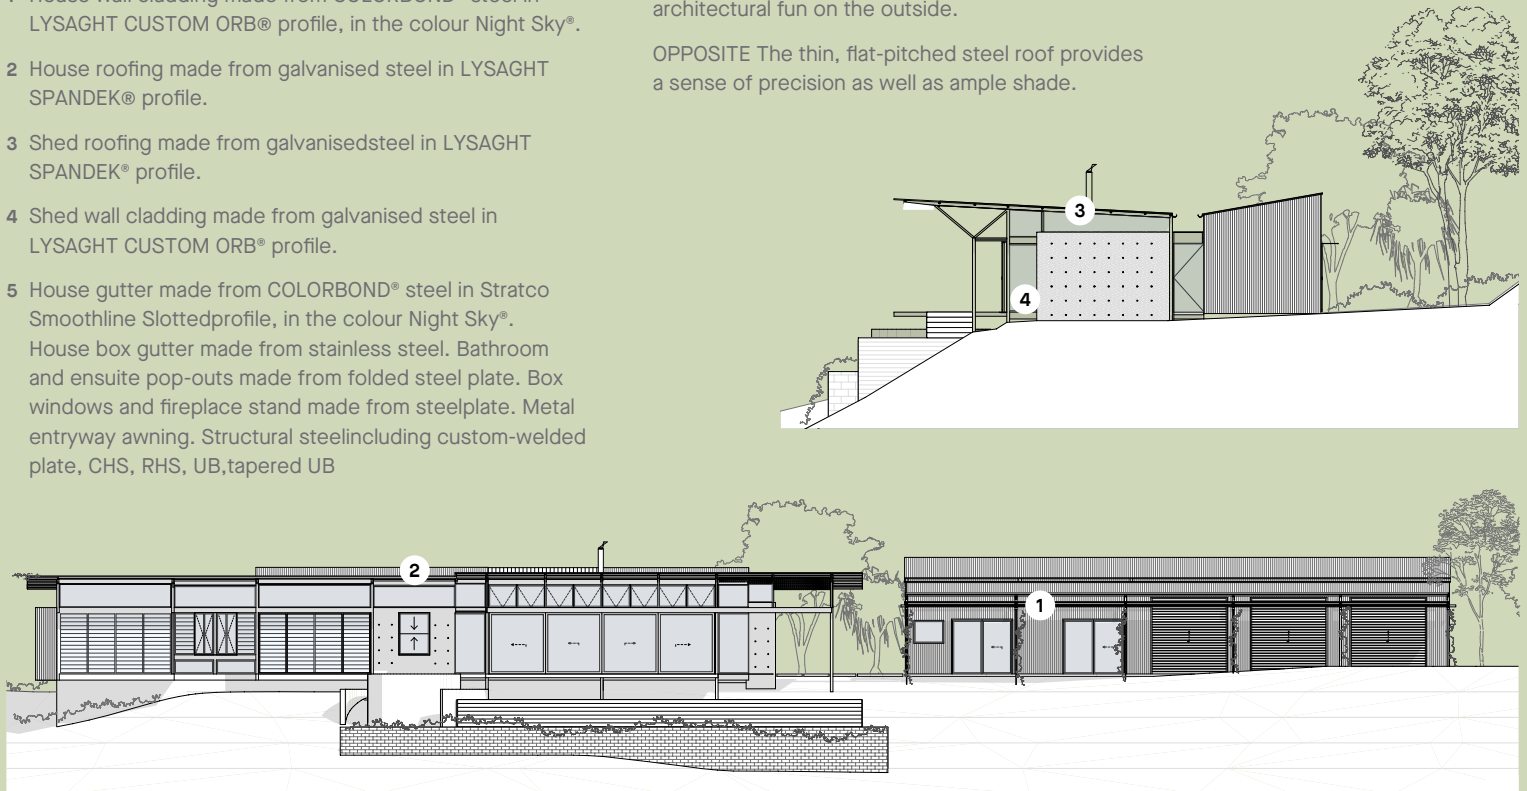 LYSAGHT CUSTOM ORB® profile, in the colour Night Sky®.
2 House roofing made from galvanised steel in LYSAGHT
SPANDEK® profile.
3 Shed roofing made from galvanisedsteel in LYSAGHT
SPANDEK® profile.
4 Shed wall cladding made from galvanised steel in
LYSAGHT CUSTOM ORB® profile.
5 House gutter made from COLORBOND® steel in Stratco
Smoothline Slottedprofile, in the colour Night Sky®.
House box gutter made from stainless steel. Bathroom
and ensuite pop-outs made from folded steel plate. Box
windows and fireplace stand made from steelplate. Metal
entryway awning. Structural steelincluding custom-welded
plate, CHS, RHS, UB,tapered UB
architectural fun on the outside.
OPPOSITE The thin, flat-pitched steel roof provides
a sense of precision as well as ample shade.
3
4
2
1